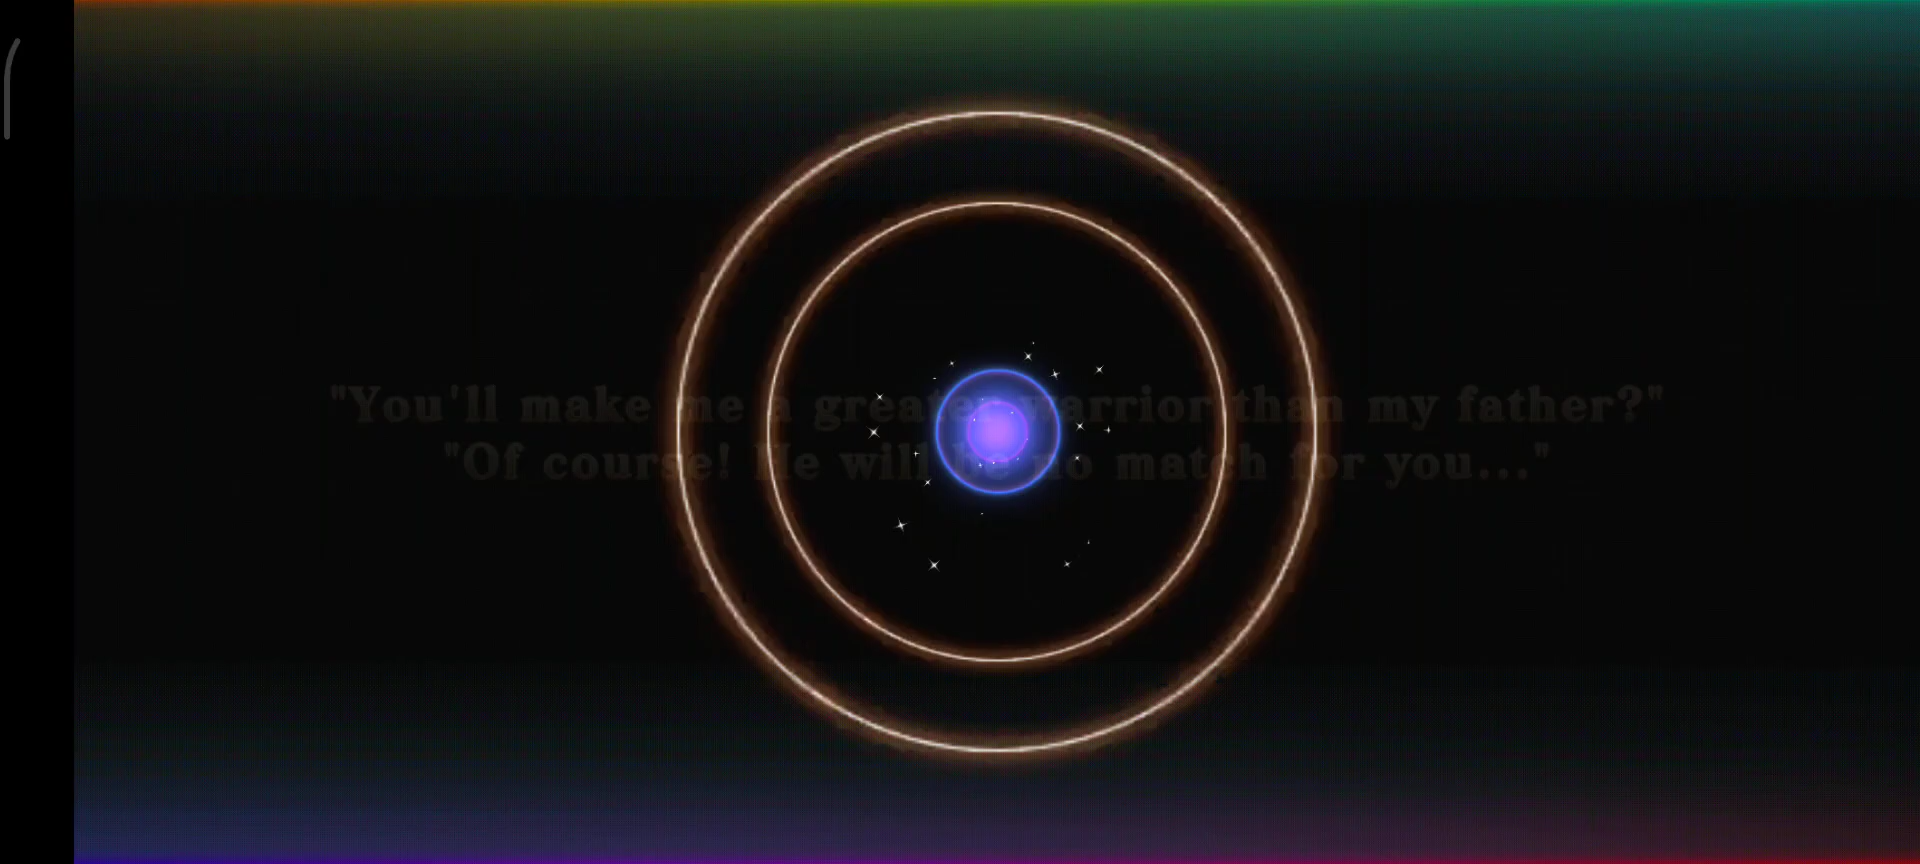 "You'll make me a greater warrior than my father?"
"Of course! He will be no match for you..."